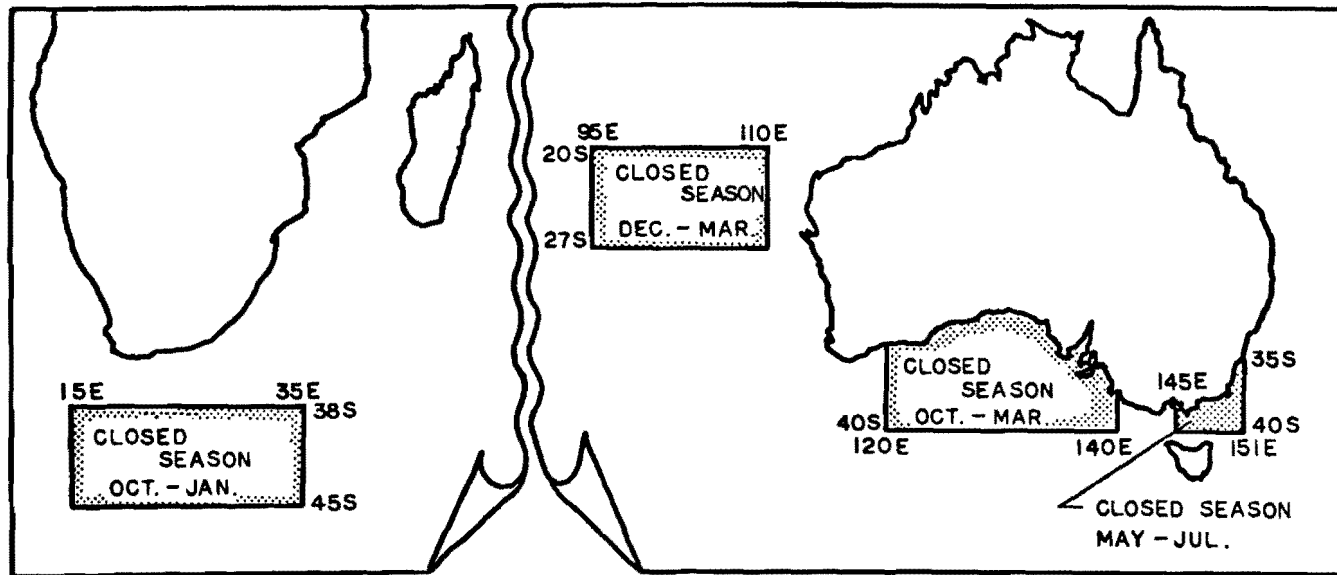 95E 110E
20S
CLOSED
SEASON
DEC. - MAR.
27S
15E 35E
38S
CLOSED
SEASON
OCT. - JAN.
45S
CLOSED
SEASON
OCT. - MAR.
40S
120E 140E
145E
35S
40S
151E
CLOSED SEASON
MAY - JUL.